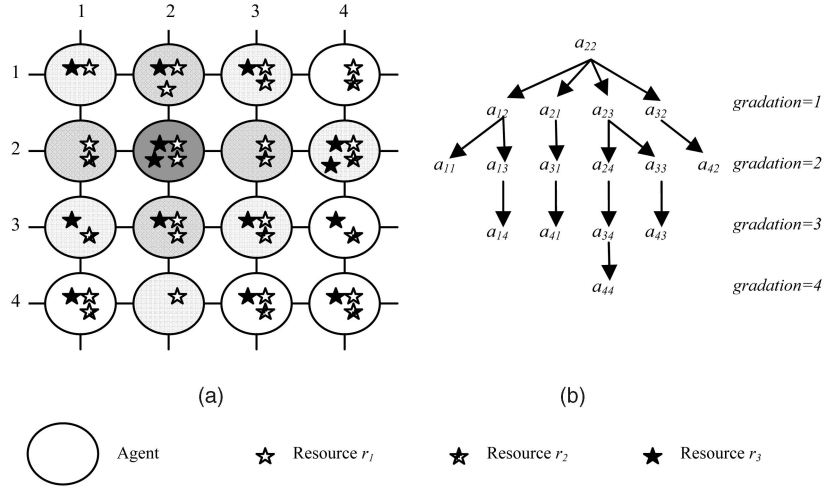 1 2 3 4
1
2
3
4
a22
a12 a21 a23 a32 gradation=1
a11 a13 a31 a24 a33 a42 gradation=2
a14 a41 a34 a43 gradation=3
a44 gradation=4
(a) (b)
Agent Resource r1 Resource r2 Resource r3